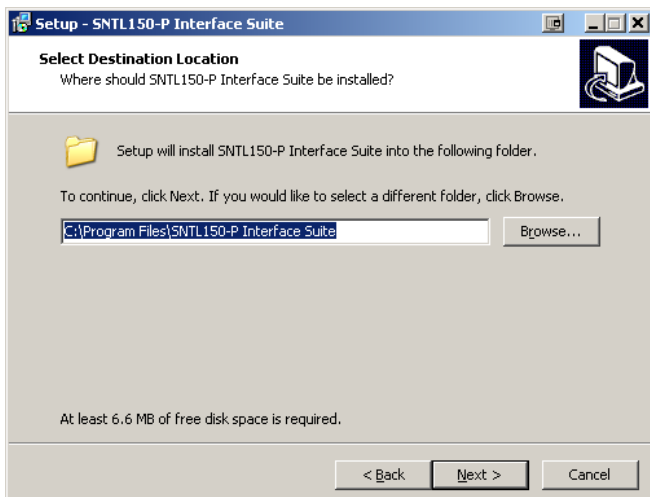 Setup - SNTL150-P Interface Suite
Select Destination Location
Where should SNTL150-P Interface Suite be installed?
Setup will install SNTL150-P Interface Suite into the following folder.
To continue, click Next. If you would like to select a different folder, click Browse.
C:\Program Files\SNTL150-P Interface Suite
Browse...
At least 6.6 MB of free disk space is required.
< Back
Next >
Cancel